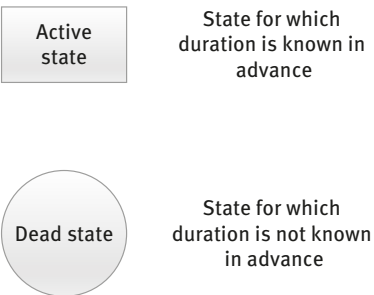 Active
state
State for which
duration is known in
advance
Dead state
State for which
duration is not known
in advance